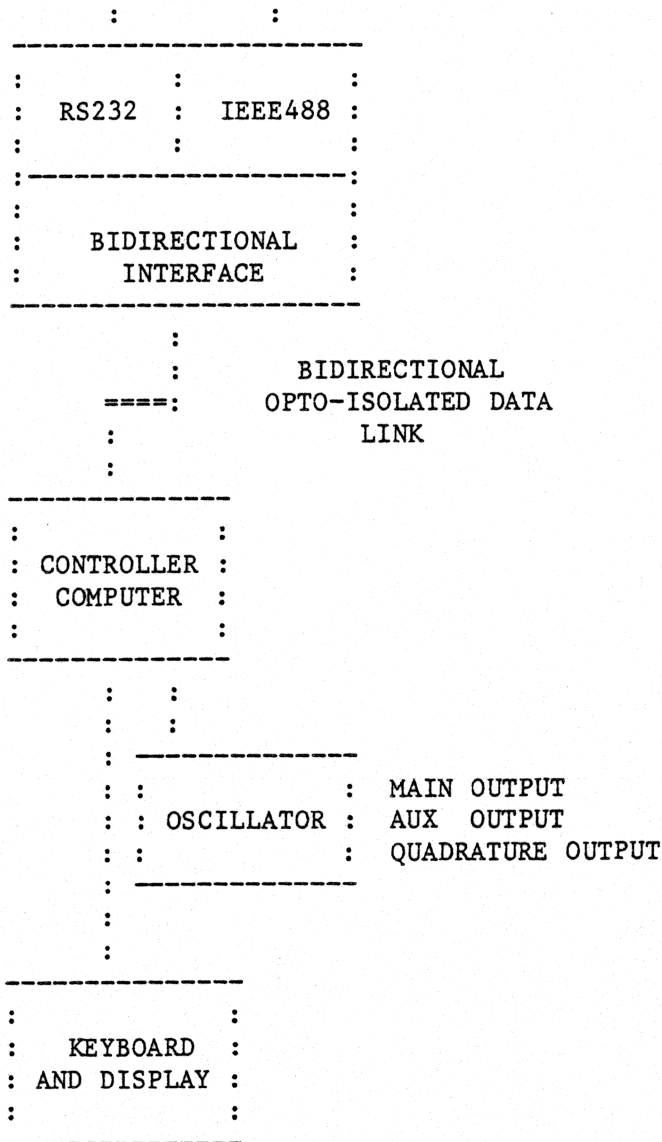 RS232 : IEEE488
BIDIRECTIONAL
INTERFACE
BIDIRECTIONAL
OPTO-ISOLATED DATA
LINK
CONTROLLER
COMPUTER
OSCILLATOR
MAIN OUTPUT
AUX OUTPUT
QUADRATURE OUTPUT
KEYBOARD
AND DISPLAY